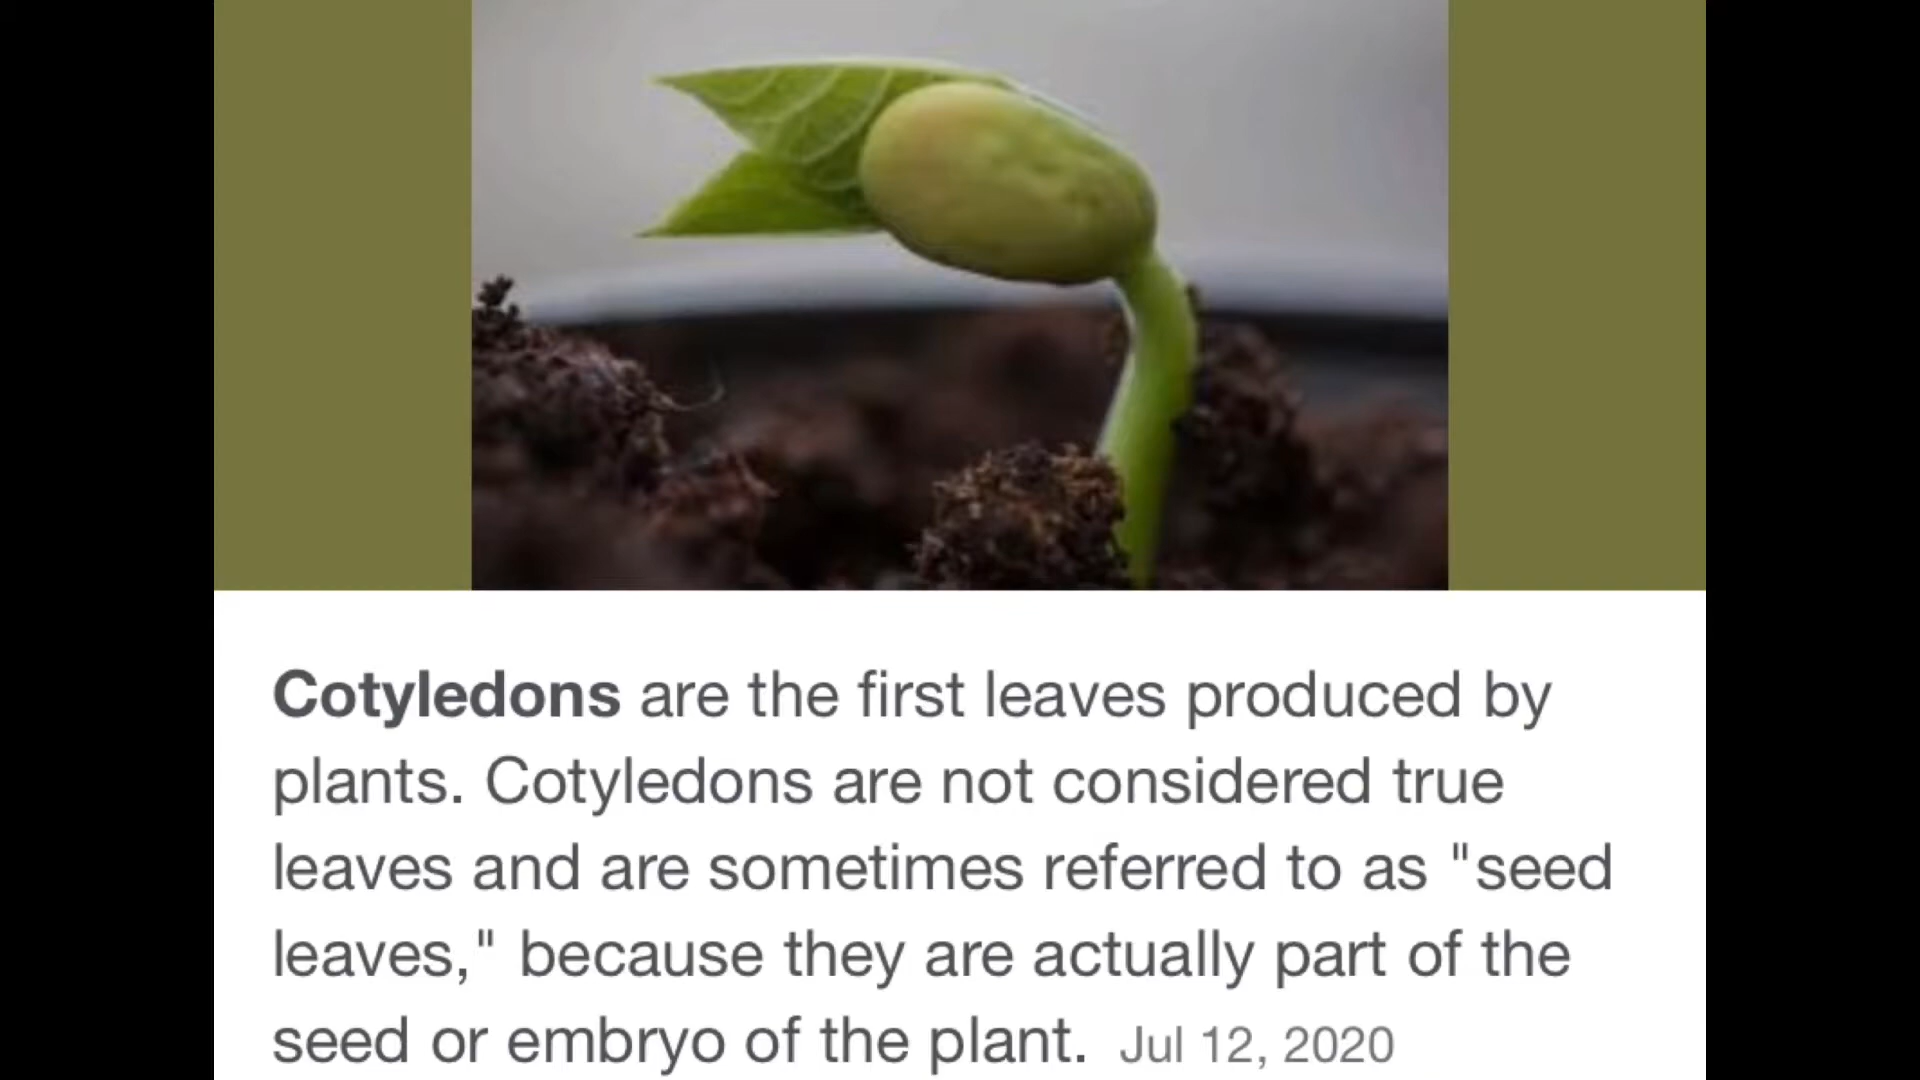 Cotyledons are the first leaves produced by
plants. Cotyledons are not considered true
leaves and are sometimes referred to as "seed
leaves," because they are actually part of the
seed or embryo of the plant. Jul 12, 2020